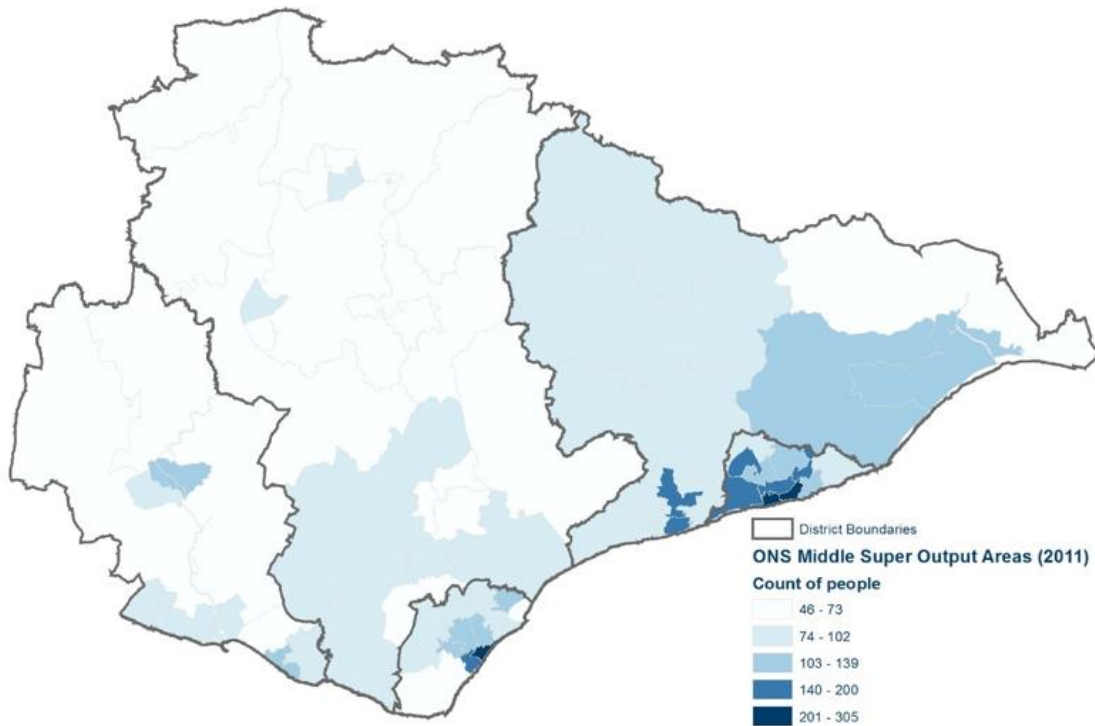 District Boundaries
ONS Middle Super Output Areas (2011)
Count of people
46 - 73
74 - 102
103 - 139
140 - 200
201 - 305